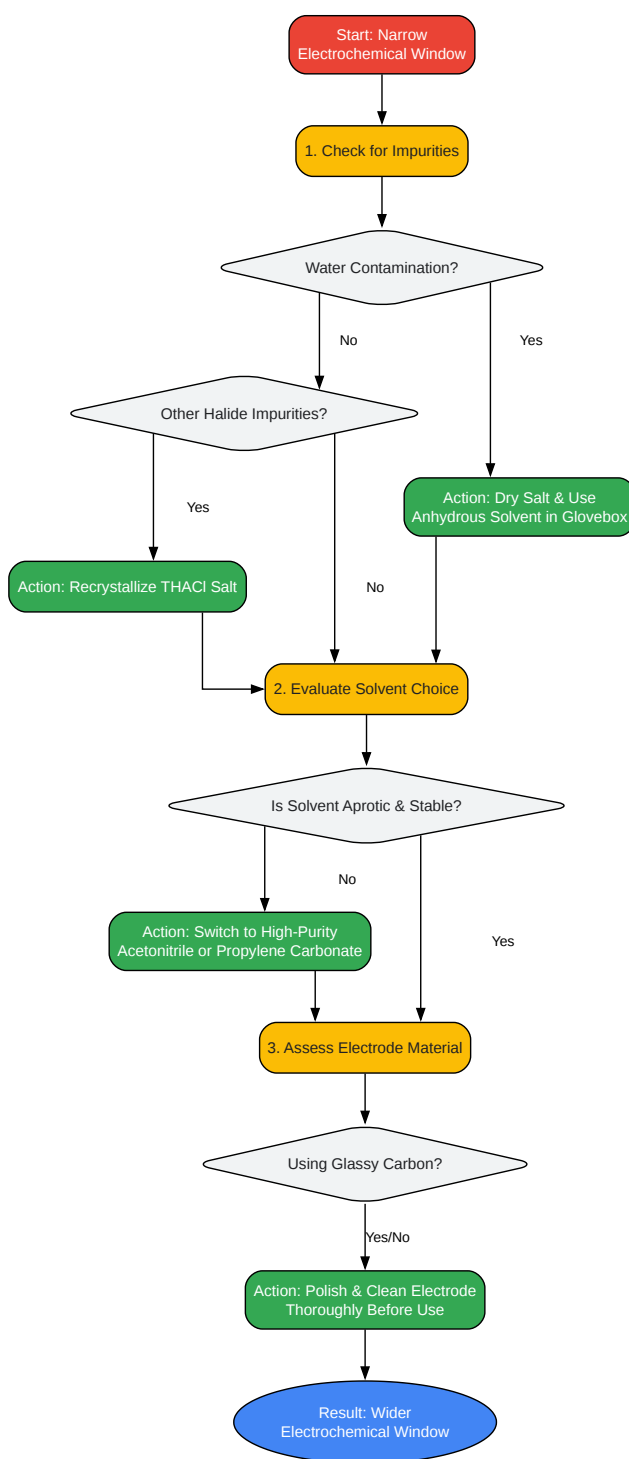 Start: Narrow
Electrochemical Window
1. Check for Impurities
Water Contamination?
No
Yes
Other Halide Impurities?
Yes
Action: Dry Salt & Use
Anhydrous Solvent in Glovebox
Action: Recrystallize THACl Salt
No
2. Evaluate Solvent Choice
Is Solvent Aprotic & Stable?
No
Action: Switch to High-Purity
Acetonitrile or Propylene Carbonate
Yes
3. Assess Electrode Material
Using Glassy Carbon?
Yes/No
Action: Polish & Clean Electrode
Thoroughly Before Use
Result: Wider
Electrochemical Window